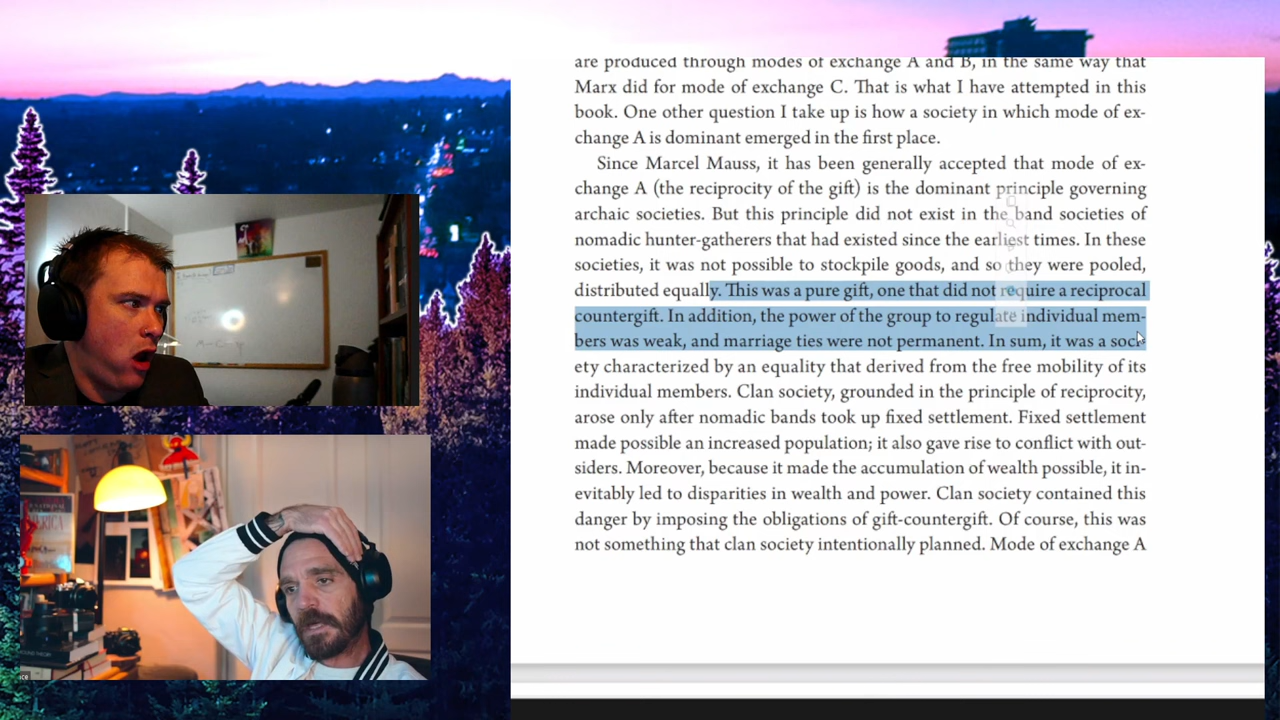 are produced through modes of exchange A and B, in the same way that
Marx did for mode of exchange C. That is what I have attempted in this
book. One other question I take up is how a society in which mode of ex-
change A is dominant emerged in the first place.
Since Marcel Mauss, it has been generally accepted that mode of ex-
change A (the reciprocity of the gift) is the dominant principle governing
archaic societies. But this principle did not exist in the band societies of
nomadic hunter-gatherers that had existed since the earliest times. In these
societies, it was not possible to stockpile goods, and so they were pooled,
distributed equally. This was a pure gift, one that did not require a reciprocal
countergift. In addition, the power of the group to regulate individual mem-
bers was weak, and marriage ties were not permanent. In sum, it was a soci-
ety characterized by an equality that derived from the free mobility of its
individual members. Clan society, grounded in the principle of reciprocity,
arose only after nomadic bands took up fixed settlement. Fixed settlement
made possible an increased population; it also gave rise to conflict with out-
siders. Moreover, because it made the accumulation of wealth possible, it in-
evitably led to disparities in wealth and power. Clan society contained this
danger by imposing the obligations of gift-countergift. Of course, this was
not something that clan society intentionally planned. Mode of exchange A